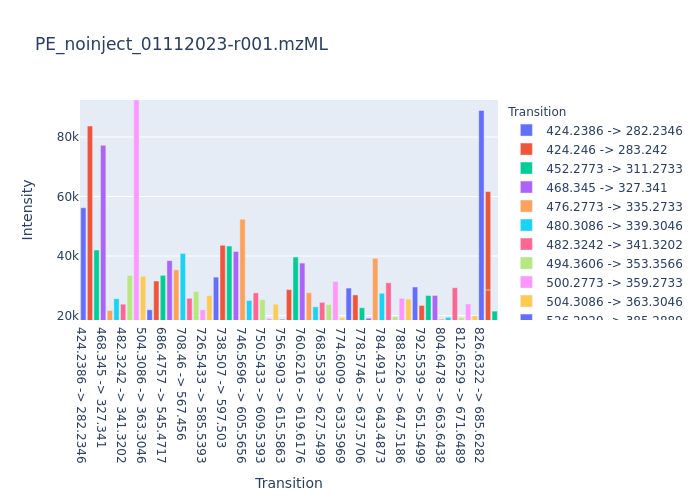 PE_noinject_01112023-r001.mzML
Intensity
80k
60k
40k
20k
424.2386 -> 282.2346
468.345 -> 327.341
482.3242 -> 341.3202
504.3086 -> 363.3046
686.4757 -> 545.4717
708.46 -> 567.456
726.5433 -> 585.5393
738.507 -> 597.503
746.5696 -> 605.5656
750.5433 -> 609.5393
756.5903 -> 615.5863
760.6216 -> 619.6176
768.5539 -> 627.5499
774.6009 -> 633.5969
778.5746 -> 637.5706
784.4913 -> 643.4873
788.5226 -> 647.5186
792.5539 -> 651.5499
804.6478 -> 663.6438
812.6529 -> 671.6489
826.6322 -> 685.6282
Transition
Transition
424.2386 -> 282.2346
424.246 -> 283.242
452.2773 -> 311.2733
468.345 -> 327.341
476.2773 -> 335.2733
480.3086 -> 339.3046
482.3242 -> 341.3202
494.3606 -> 353.3566
500.2773 -> 359.2733
504.3086 -> 363.3046